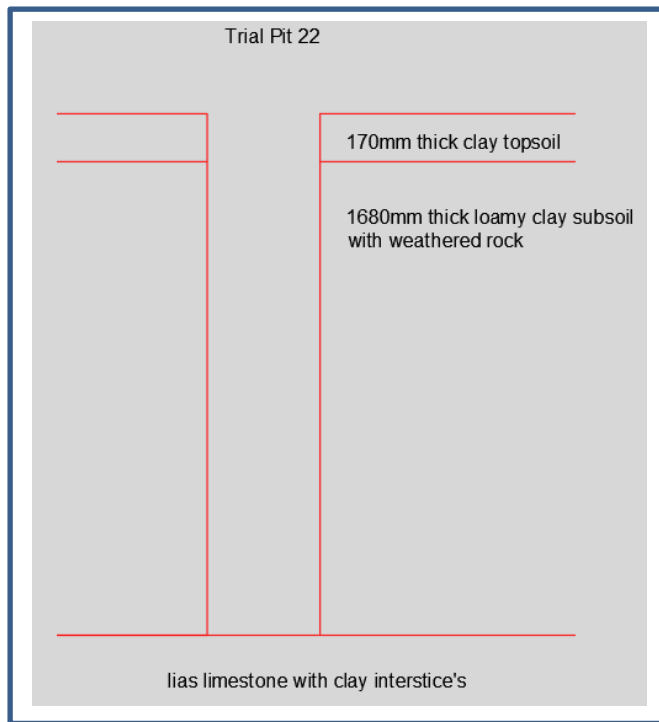 Trial Pit 22
170mm thick clay topsoil
1680mm thick loamy clay subsoil
with weathered rock
lias limestone with clay interstice's